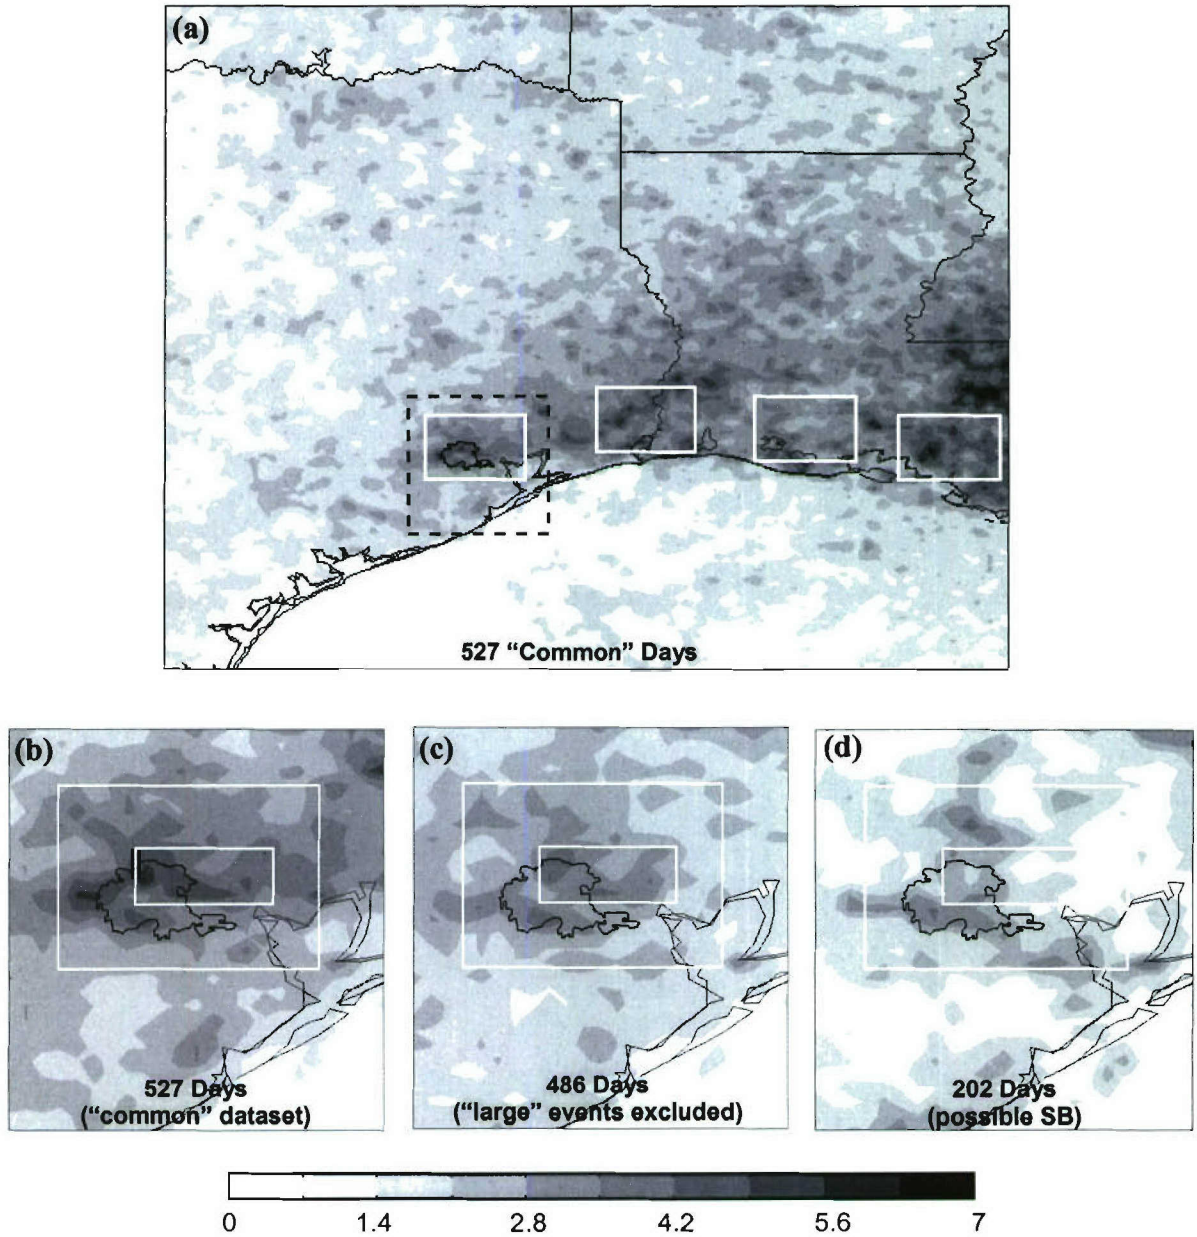 (a)
527 “Common” Days
(b)
527 Days
(“common” dataset)
(c)
486 Days
(“large” events excluded)
(d)
202 Days
(possible SB)
0 1.4 2.8 4.2 5.6 7